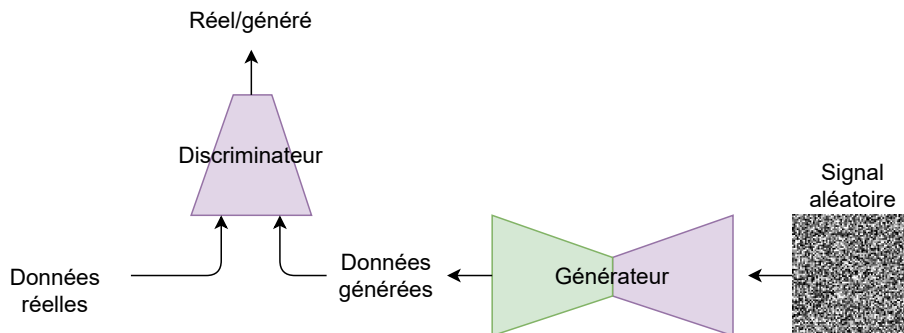 Réel/généré
Discriminateur
Signal
aléatoire
Données
réelles
Données
générées
Générateur